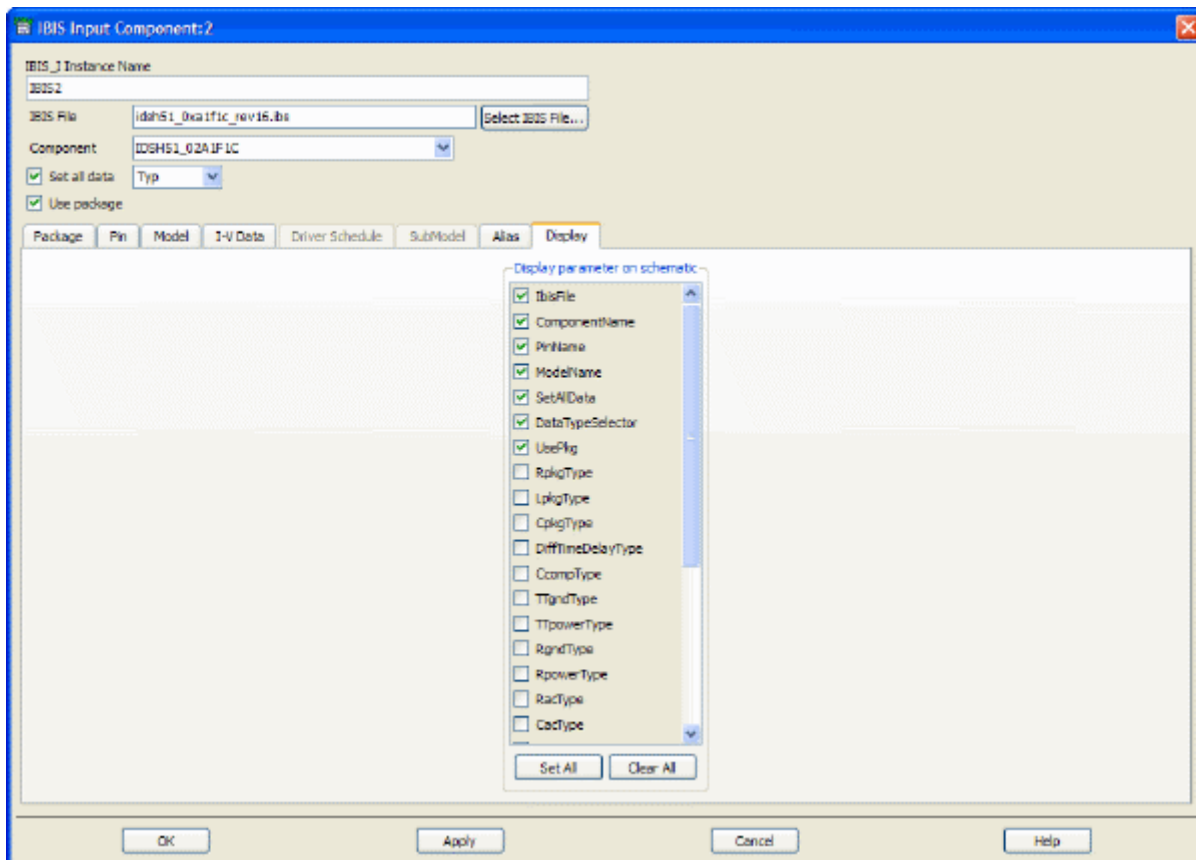 IBIS Input Component:2
IBIS_I Instance Name
IBIS2
IBIS File idsh51_0xa1f1c_rev16.ibs Select IBIS File...
Component IDSH51_02A1F1C
Set all data Typ
Use package
Package Pin Model I-V Data Driver Schedule SubModel Alias Display
Display parameter on schematic
IbisFile
ComponentName
PinName
ModelName
SetAllData
DataTypeSelector
UsePkg
RpkgType
LpkgType
CpkgType
DiffTimeDelayType
CcompType
TTgndType
TTpowerType
RgndType
RpowerType
RacType
CacType
Set All Clear All
OK Apply Cancel Help